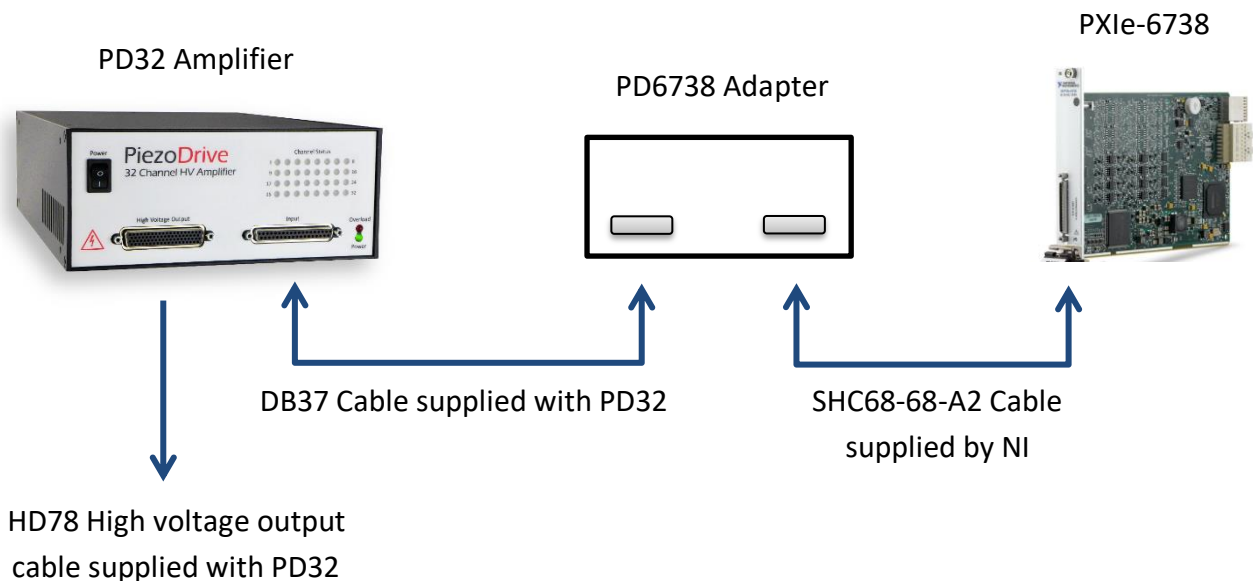 PXIe-6738
PD32 Amplifier
PD6738 Adapter
Power
PiezoDrive
32 Channel HV Amplifier
Channel Status
High Voltage Output
Input
Overload
Power
DB37 Cable supplied with PD32
SHC68-68-A2 Cable
supplied by NI
HD78 High voltage output
cable supplied with PD32